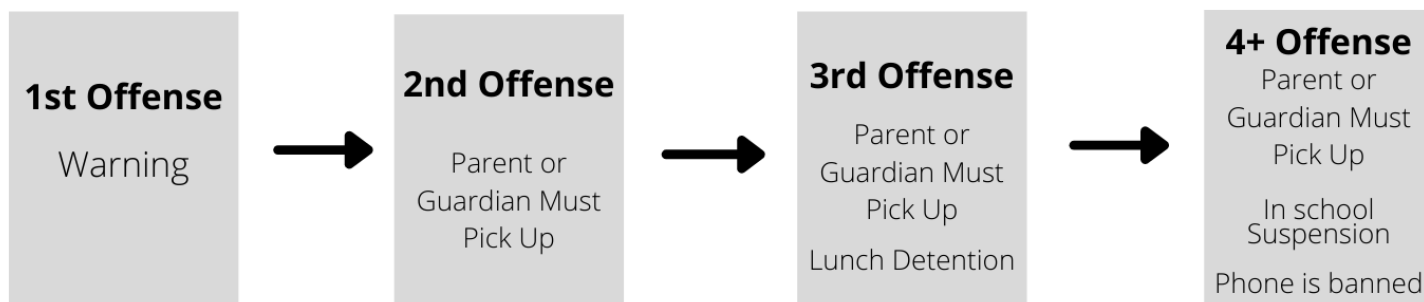 1st Offense
Warning
2nd Offense
Parent or
Guardian Must
Pick Up
3rd Offense
Parent or
Guardian Must
Pick Up
Lunch Detention
4+ Offense
Parent or
Guardian Must
Pick Up
In school
Suspension
Phone is banned